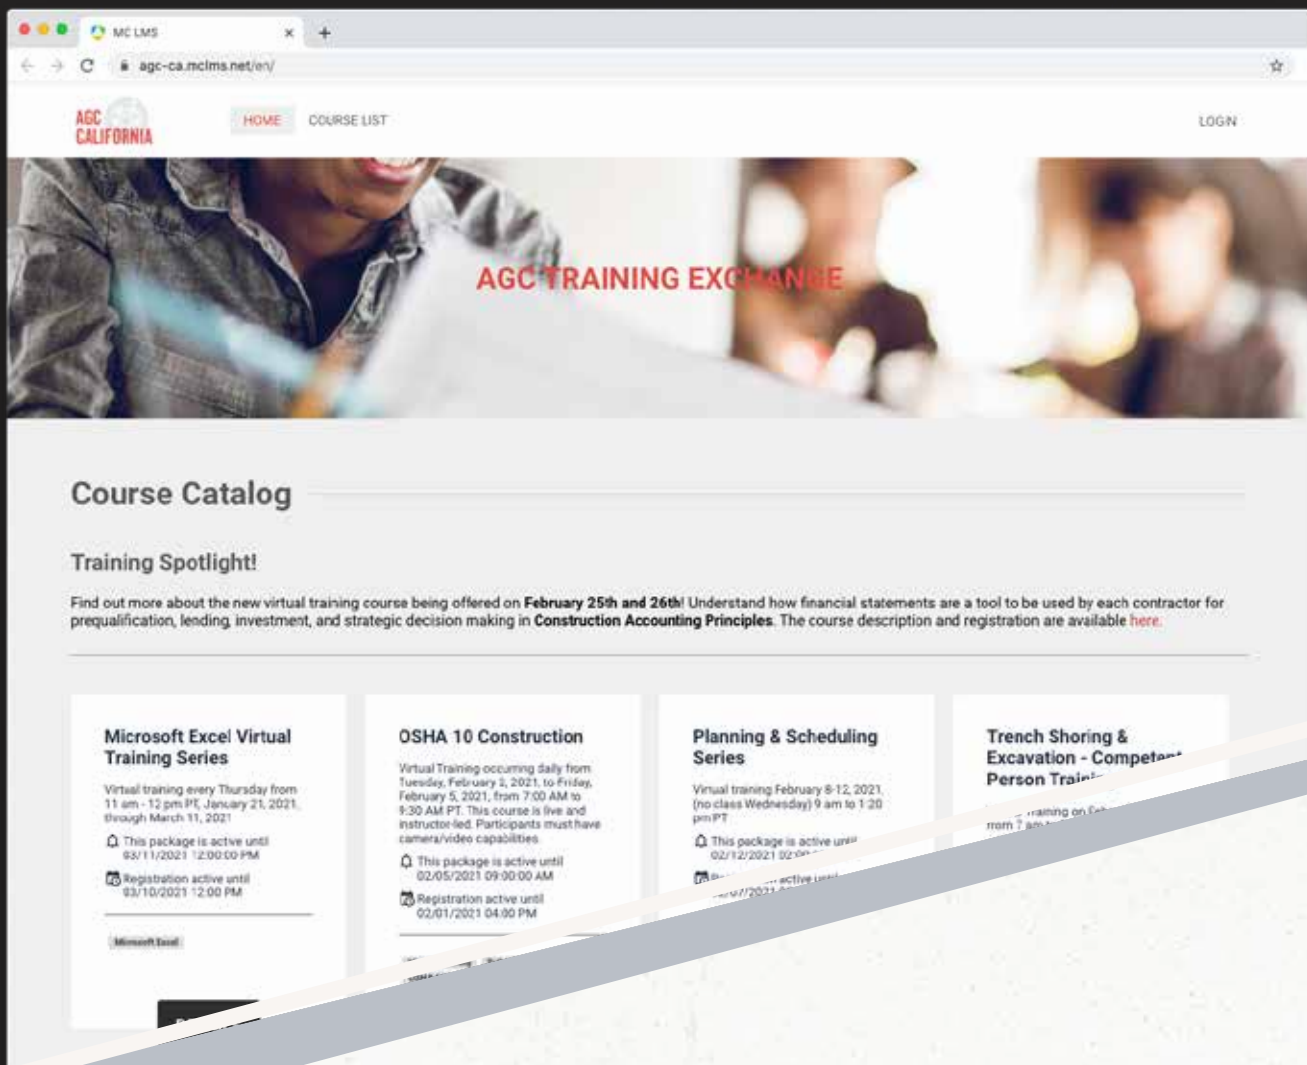 MC LMS
agc-ca.mclms.net/en/
AGC
CALIFORNIA
HOME
COURSE LIST
LOGIN
AGC TRAINING EXCHANGE
Course Catalog
Training Spotlight!
Find out more about the new virtual training course being offered on February 25th and 26th! Understand how financial statements are a tool to be used by each contractor for
prequalification, lending, investment, and strategic decision making in Construction Accounting Principles. The course description and registration are available here.
Microsoft Excel Virtual
Training Series
Virtual training every Thursday from
11 am - 12 pm PT, January 21, 2021,
through March 11, 2021
This package is active until
03/11/2021 12:00:00 PM
Registration active until
03/10/2021 12:00 PM
Microsoft Excel
OSHA 10 Construction
Virtual Training occurring daily from
Tuesday, February 2, 2021, to Friday,
February 5, 2021, from 7:00 AM to
9:30 AM PT. This course is live and
instructor-led. Participants must have
camera/video capabilities.
This package is active until
02/05/2021 09:00:00 AM
Registration active until
02/01/2021 04:00 PM
Planning & Scheduling
Series
Virtual training February 8-12, 2021,
(no class Wednesday) 9 am to 1:20
pm PT
This package is active until
02/12/2021
active until
Trench Shoring &
Excavation - Competent
Person